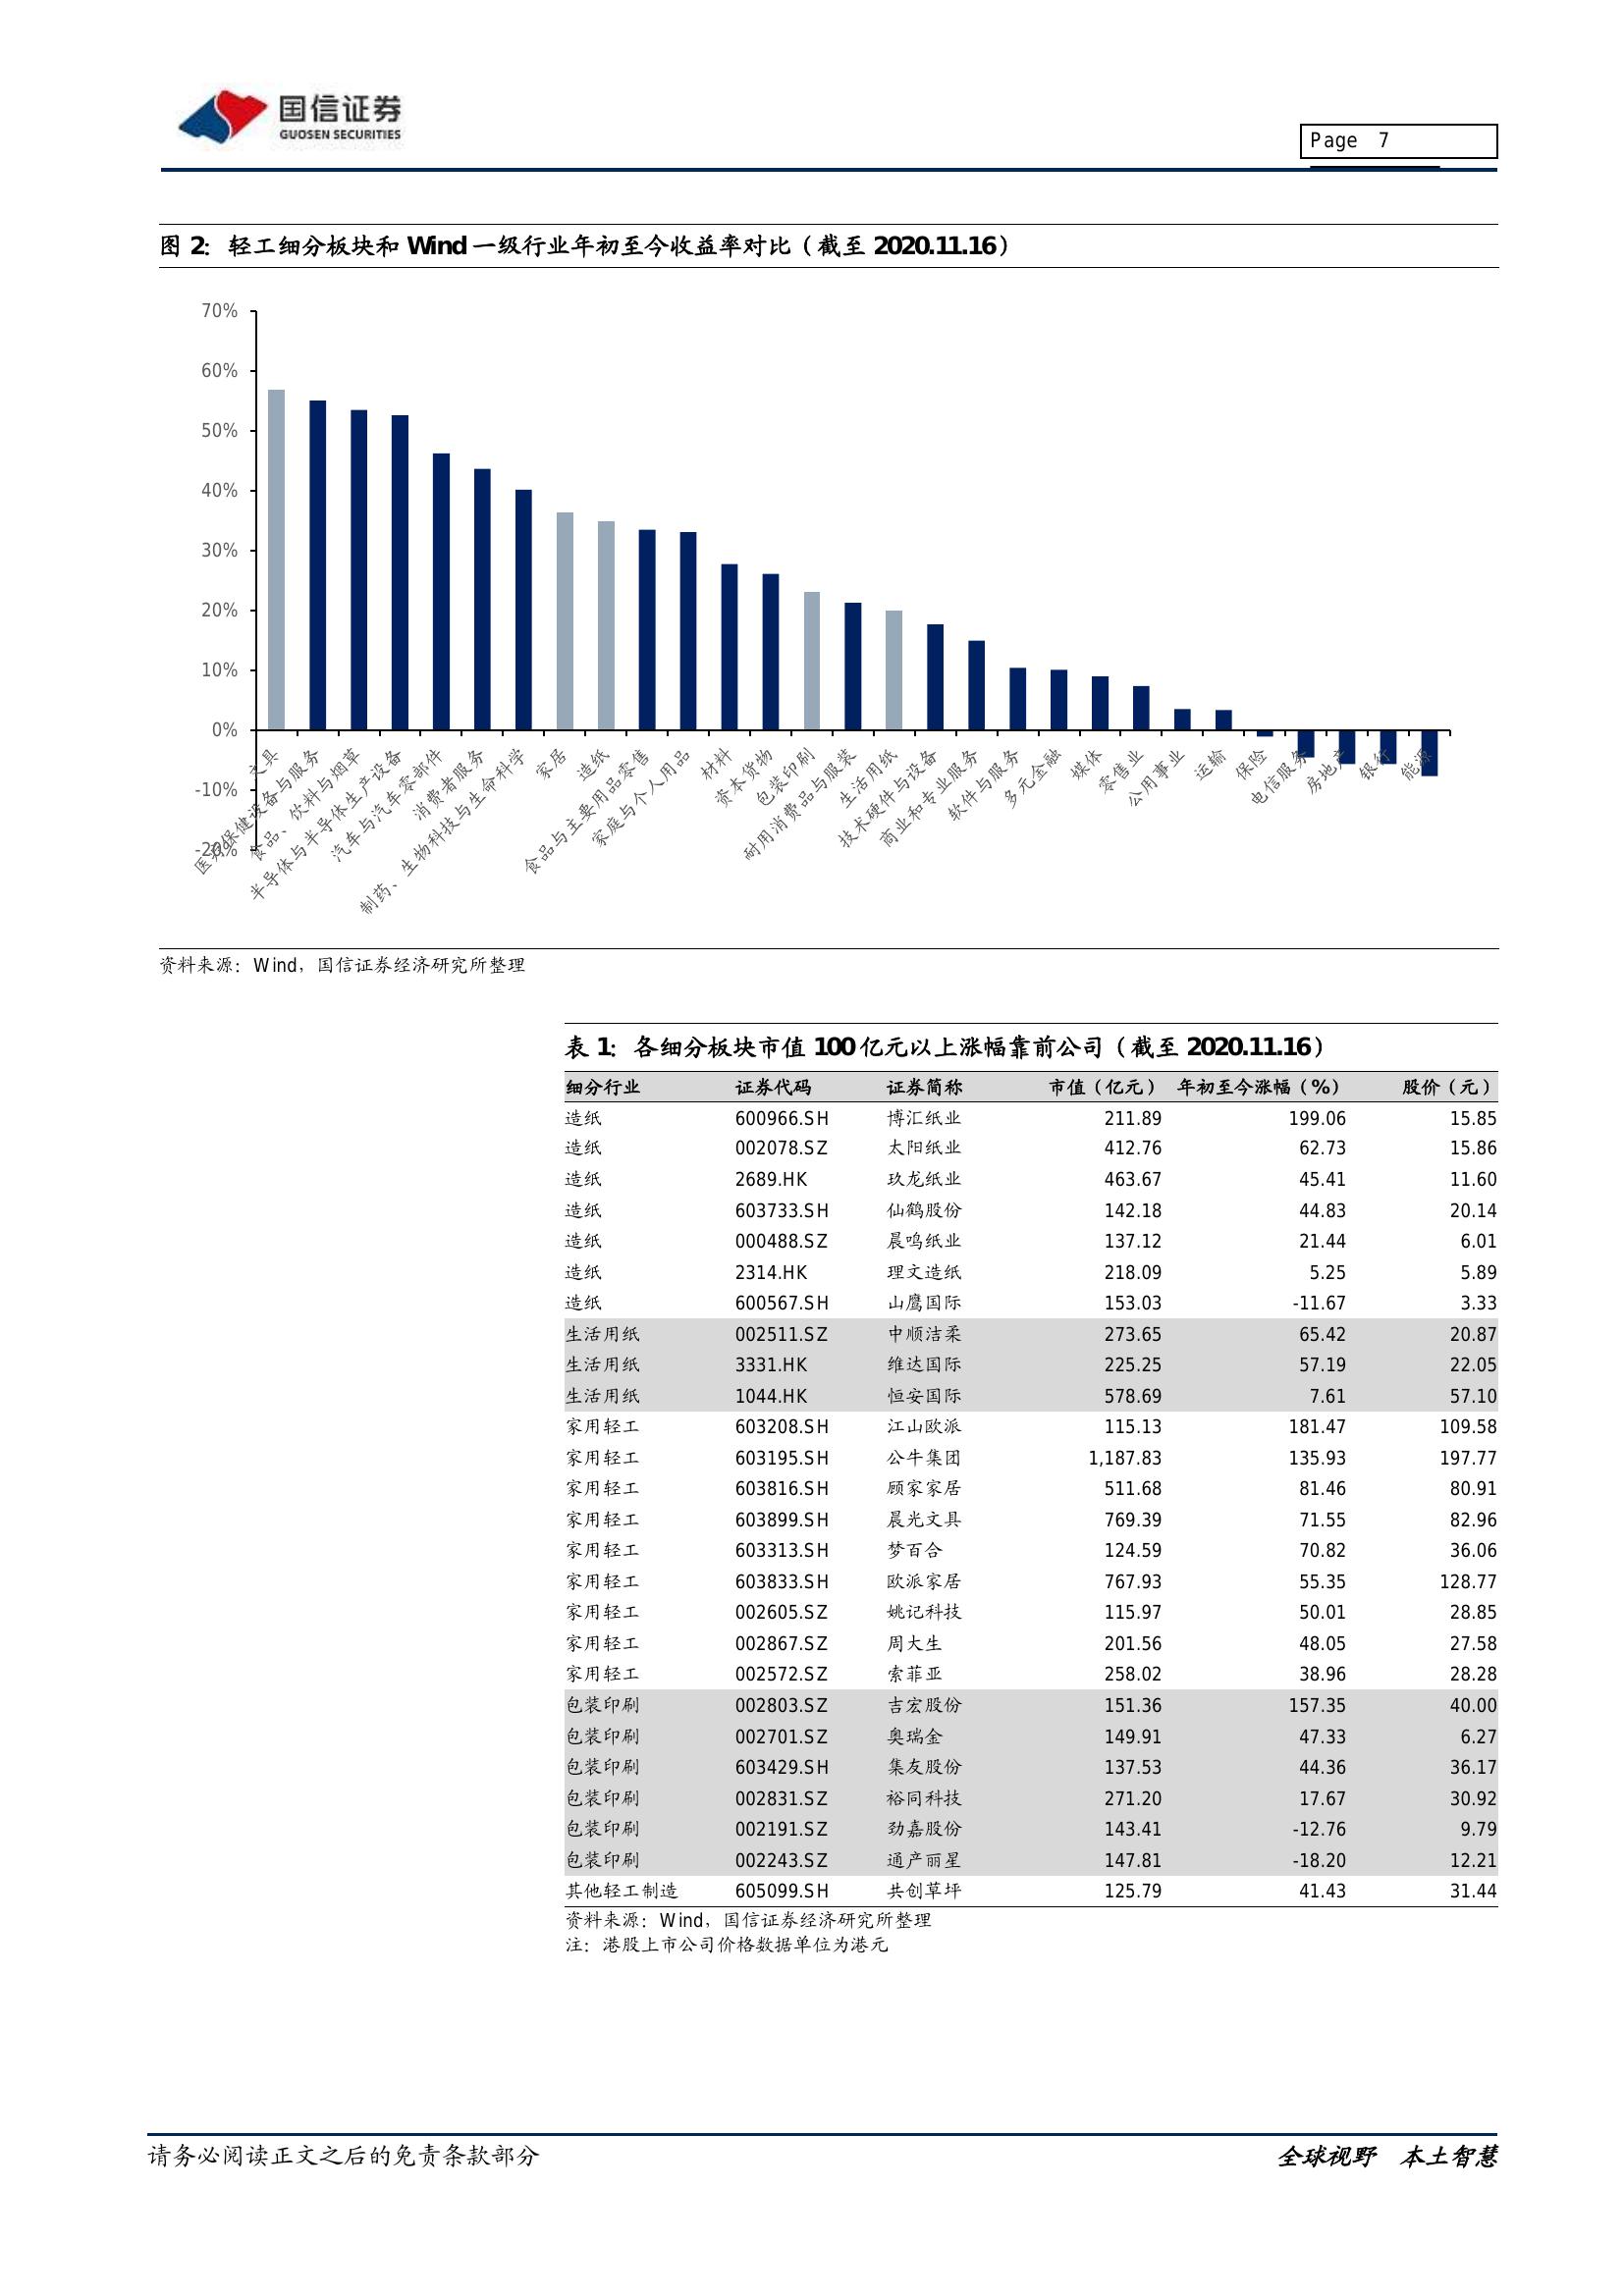 国信证券
GUOSEN SECURITIES
Page 7
图 2：轻工细分板块和 Wind 一级行业年初至今收益率对比（截至 2020.11.16）
70%
60%
50%
40%
30%
20%
10%
0%
-10%
-20%
文具
医疗保健设备与服务
食品、饮料与烟草
半导体与半导体生产设备
汽车与汽车零部件
消费者服务
制药、生物科技与生命科学
家居
造纸
食品与主要用品零售
家庭与个人用品
材料
资本货物
包装印刷
耐用消费品与服装
生活用纸
技术硬件与设备
商业和专业服务
软件与服务
多元金融
媒体
零售业
公用事业
运输
保险
电信服务
房地产
银行
能源
资料来源：Wind，国信证券经济研究所整理
表 1：各细分板块市值 100 亿元以上涨幅靠前公司（截至 2020.11.16）
细分行业 证券代码 证券简称 市值（亿元） 年初至今涨幅（%） 股价（元）
造纸 600966.SH 博汇纸业 211.89 199.06 15.85
造纸 002078.SZ 太阳纸业 412.76 62.73 15.86
造纸 2689.HK 玖龙纸业 463.67 45.41 11.60
造纸 603733.SH 仙鹤股份 142.18 44.83 20.14
造纸 000488.SZ 晨鸣纸业 137.12 21.44 6.01
造纸 2314.HK 理文造纸 218.09 5.25 5.89
造纸 600567.SH 山鹰国际 153.03 -11.67 3.33
生活用纸 002511.SZ 中顺洁柔 273.65 65.42 20.87
生活用纸 3331.HK 维达国际 225.25 57.19 22.05
生活用纸 1044.HK 恒安国际 578.69 7.61 57.10
家用轻工 603208.SH 江山欧派 115.13 181.47 109.58
家用轻工 603195.SH 公牛集团 1,187.83 135.93 197.77
家用轻工 603816.SH 顾家家居 511.68 81.46 80.91
家用轻工 603899.SH 晨光文具 769.39 71.55 82.96
家用轻工 603313.SH 梦百合 124.59 70.82 36.06
家用轻工 603833.SH 欧派家居 767.93 55.35 128.77
家用轻工 002605.SZ 姚记科技 115.97 50.01 28.85
家用轻工 002867.SZ 周大生 201.56 48.05 27.58
家用轻工 002572.SZ 索菲亚 258.02 38.96 28.28
包装印刷 002803.SZ 吉宏股份 151.36 157.35 40.00
包装印刷 002701.SZ 奥瑞金 149.91 47.33 6.27
包装印刷 603429.SH 集友股份 137.53 44.36 36.17
包装印刷 002831.SZ 裕同科技 271.20 17.67 30.92
包装印刷 002191.SZ 劲嘉股份 143.41 -12.76 9.79
包装印刷 002243.SZ 通产丽星 147.81 -18.20 12.21
其他轻工制造 605099.SH 共创草坪 125.79 41.43 31.44
资料来源：Wind，国信证券经济研究所整理
注：港股上市公司价格数据单位为港元
请务必阅读正文之后的免责条款部分
全球视野 本土智慧